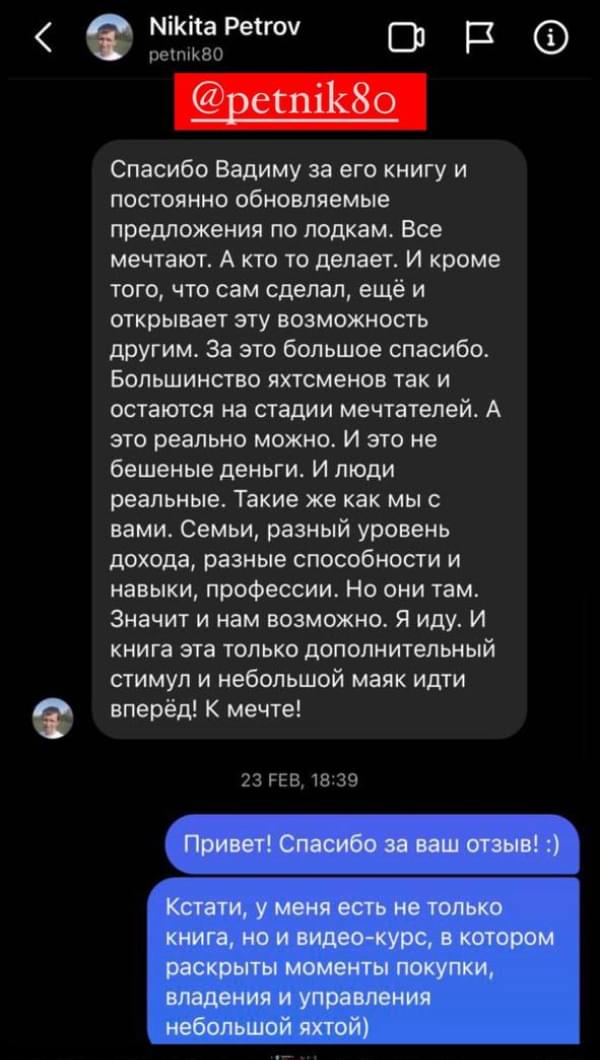 Nikita Petrov
petnik80
@petnik80
Спасибо Вадиму за его книгу и
постоянно обновляемые
предложения по лодкам. Все
мечтают. А кто то делает. И кроме
того, что сам сделал, ещё и
открывает эту возможность
другим. За это большое спасибо.
Большинство яхтсменов так и
остаются на стадии мечтателей. А
это реально можно. И это не
бешеные деньги. И люди
реальные. Такие же как мы с
вами. Семьи, разный уровень
дохода, разные способности и
навыки, профессии. Но они там.
Значит и нам возможно. Я иду. И
книга эта только дополнительный
стимул и небольшой маяк идти
вперёд! К мечте!
23 FEB, 18:39
Привет! Спасибо за ваш отзыв! :)
Кстати, у меня есть не только
книга, но и видео-курс, в котором
раскрыты моменты покупки,
владения и управления
небольшой яхтой)